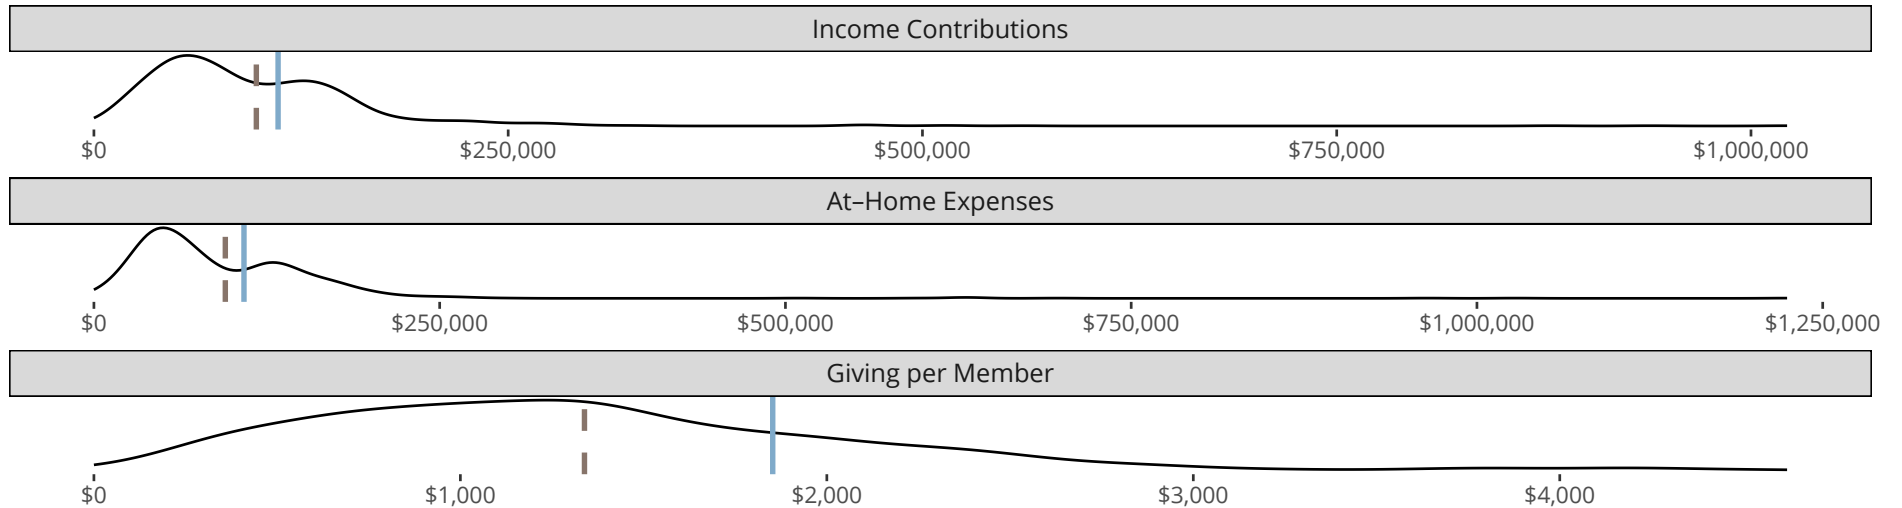 Income Contributions
$0 $250,000 $500,000 $750,000 $1,000,000
At–Home Expenses
$0 $250,000 $500,000 $750,000 $1,000,000 $1,250,000
Giving per Member
$0 $1,000 $2,000 $3,000 $4,000